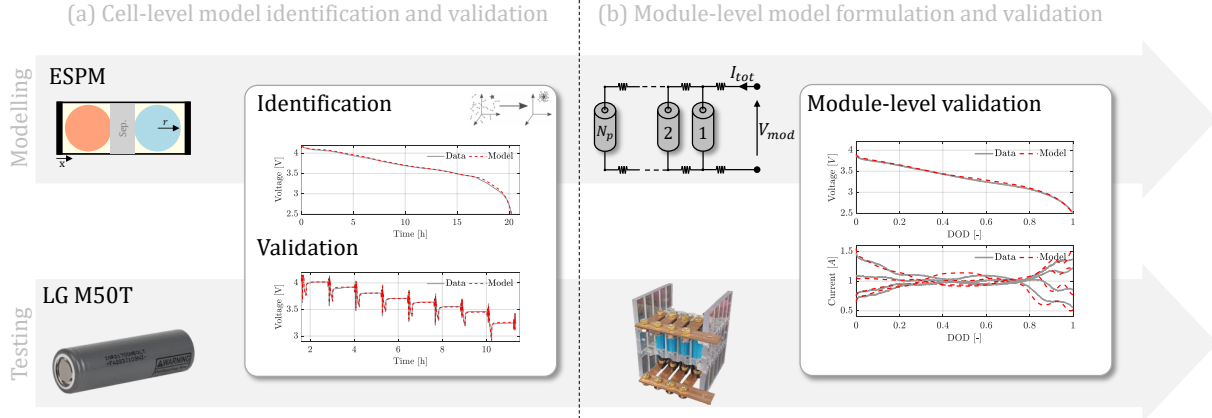 (a) Cell-level model identification and validation
(b) Module-level model formulation and validation
Modelling
Testing
ESPM
Sep.
r
x
LG M50T
WARNING
Identification
Data
Model
Voltage [V]
4
3.5
3
2.5
0
5
10
15
20
Time [h]
Validation
Data
Model
Voltage [V]
4
3.5
3
2
4
6
8
10
Time [h]
I_tot
N_p
2
1
V_mod
Module-level validation
Data
Model
Voltage [V]
4
3.5
3
2.5
0
0.2
0.4
0.6
0.8
1
DOD [-]
Data
Model
Current [A]
1.5
1
0.5
0
0.2
0.4
0.6
0.8
1
DOD [-]